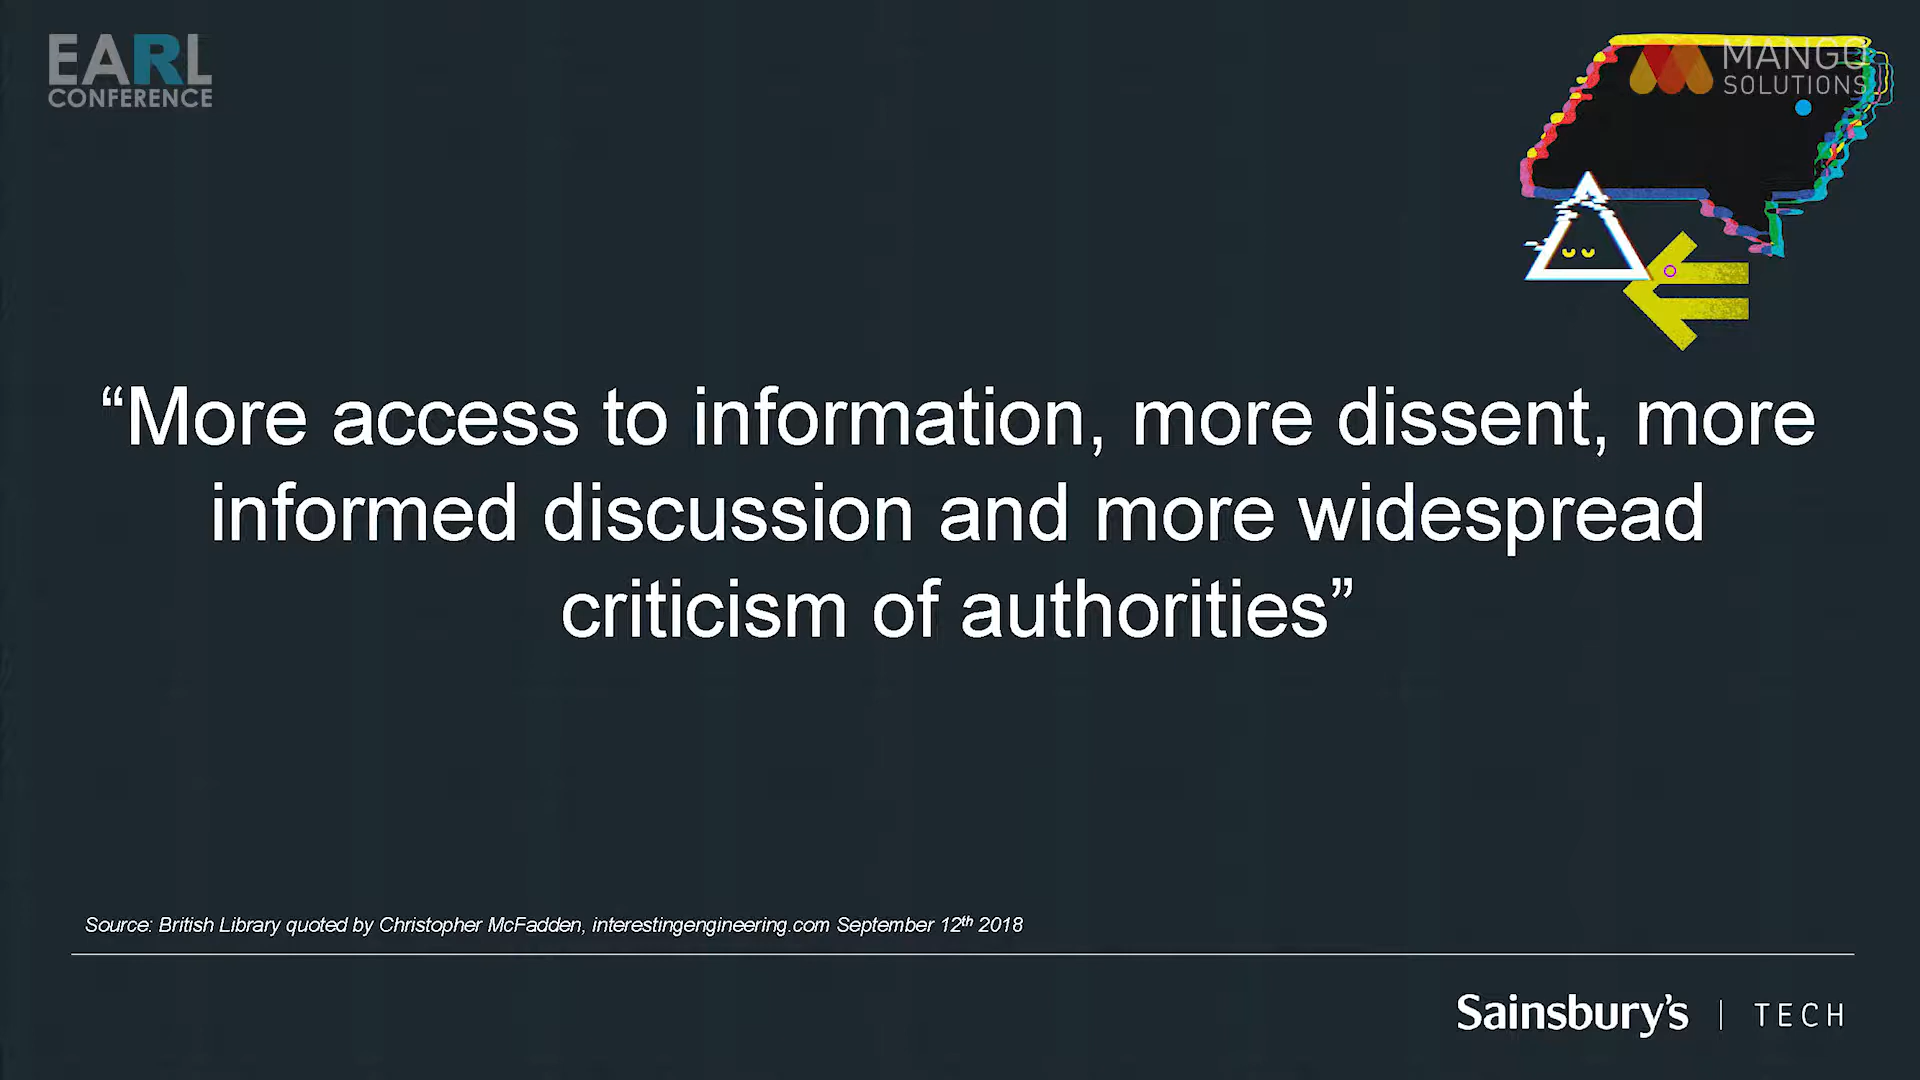 EARL
CONFERENCE
MANGO
SOLUTIONS
“More access to information, more dissent, more
informed discussion and more widespread
criticism of authorities”
Source: British Library quoted by Christopher McFadden, interestingengineering.com September 12th 2018
Sainsbury's | TECH